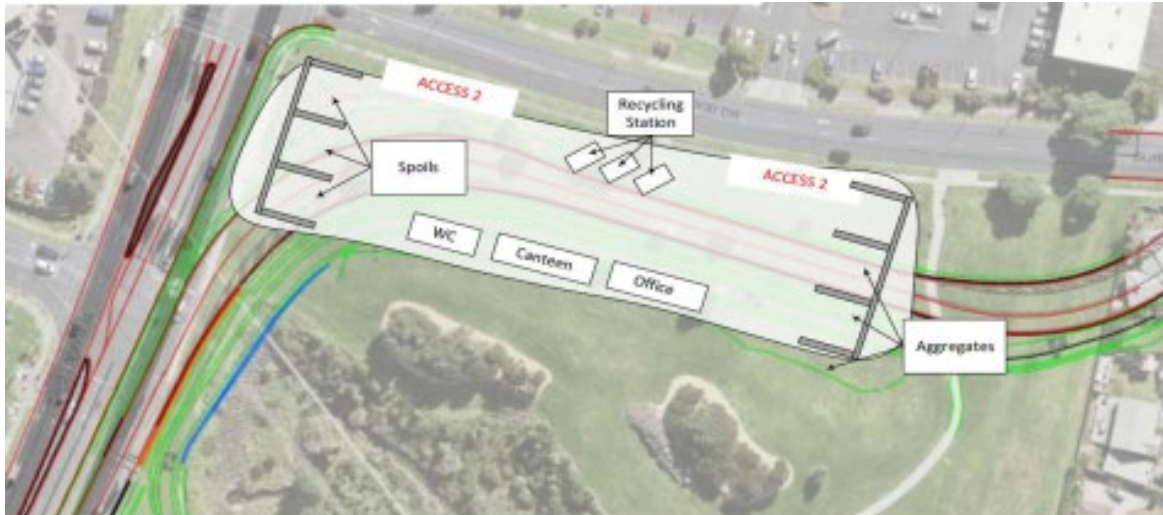 ACCESS 2
Recycling
Station
Spoils
ACCESS 2
WC
Canteen
Office
Aggregates